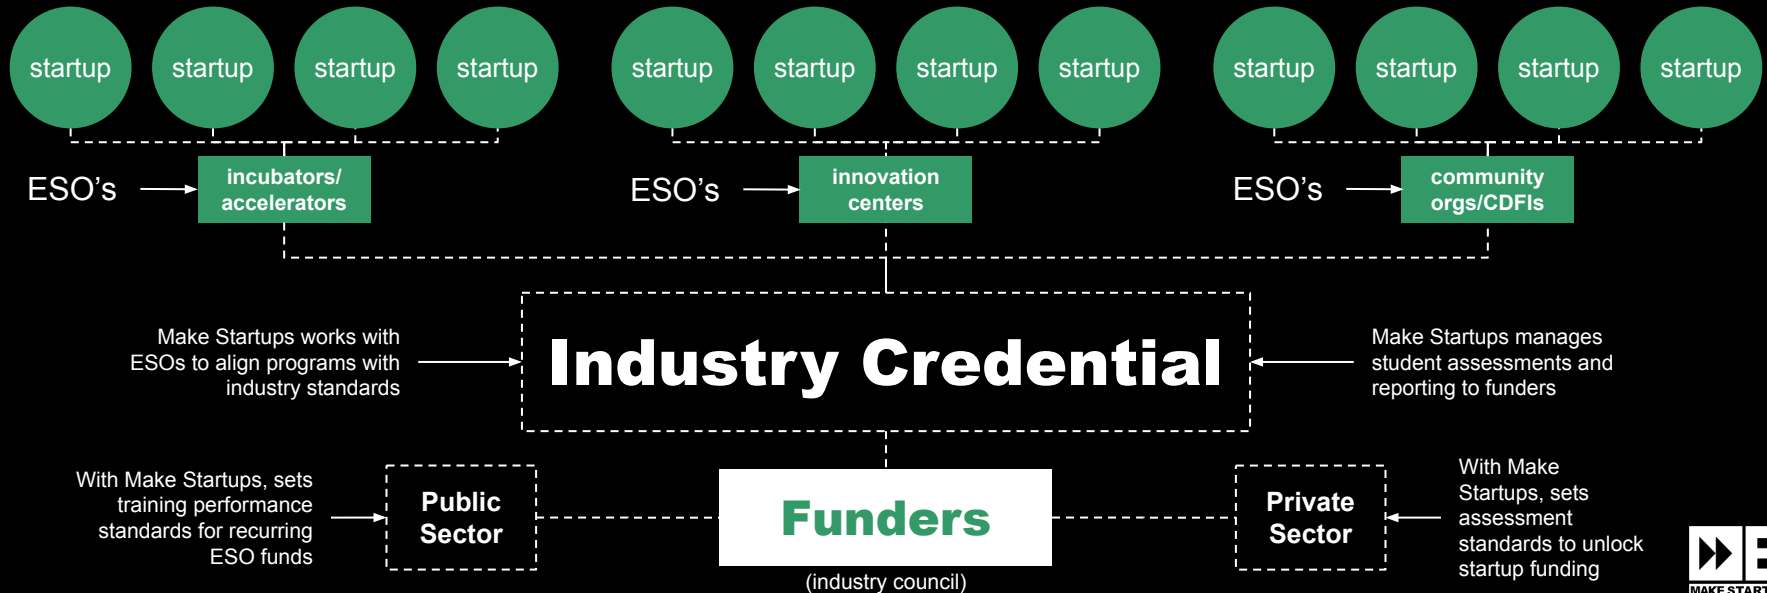 startup startup startup startup startup startup startup startup startup startup startup startup
ESO's
incubators/
accelerators
ESO's
innovation
centers
ESO's
community
orgs/CDFIs
Make Startups works with
ESOs to align programs with
industry standards
Industry Credential
Make Startups manages
student assessments and
reporting to funders
With Make Startups, sets
training performance
standards for recurring
ESO funds
Public
Sector
Funders
(industry council)
Private
Sector
With Make
Startups, sets
assessment
standards to unlock
startup funding
MAKE START